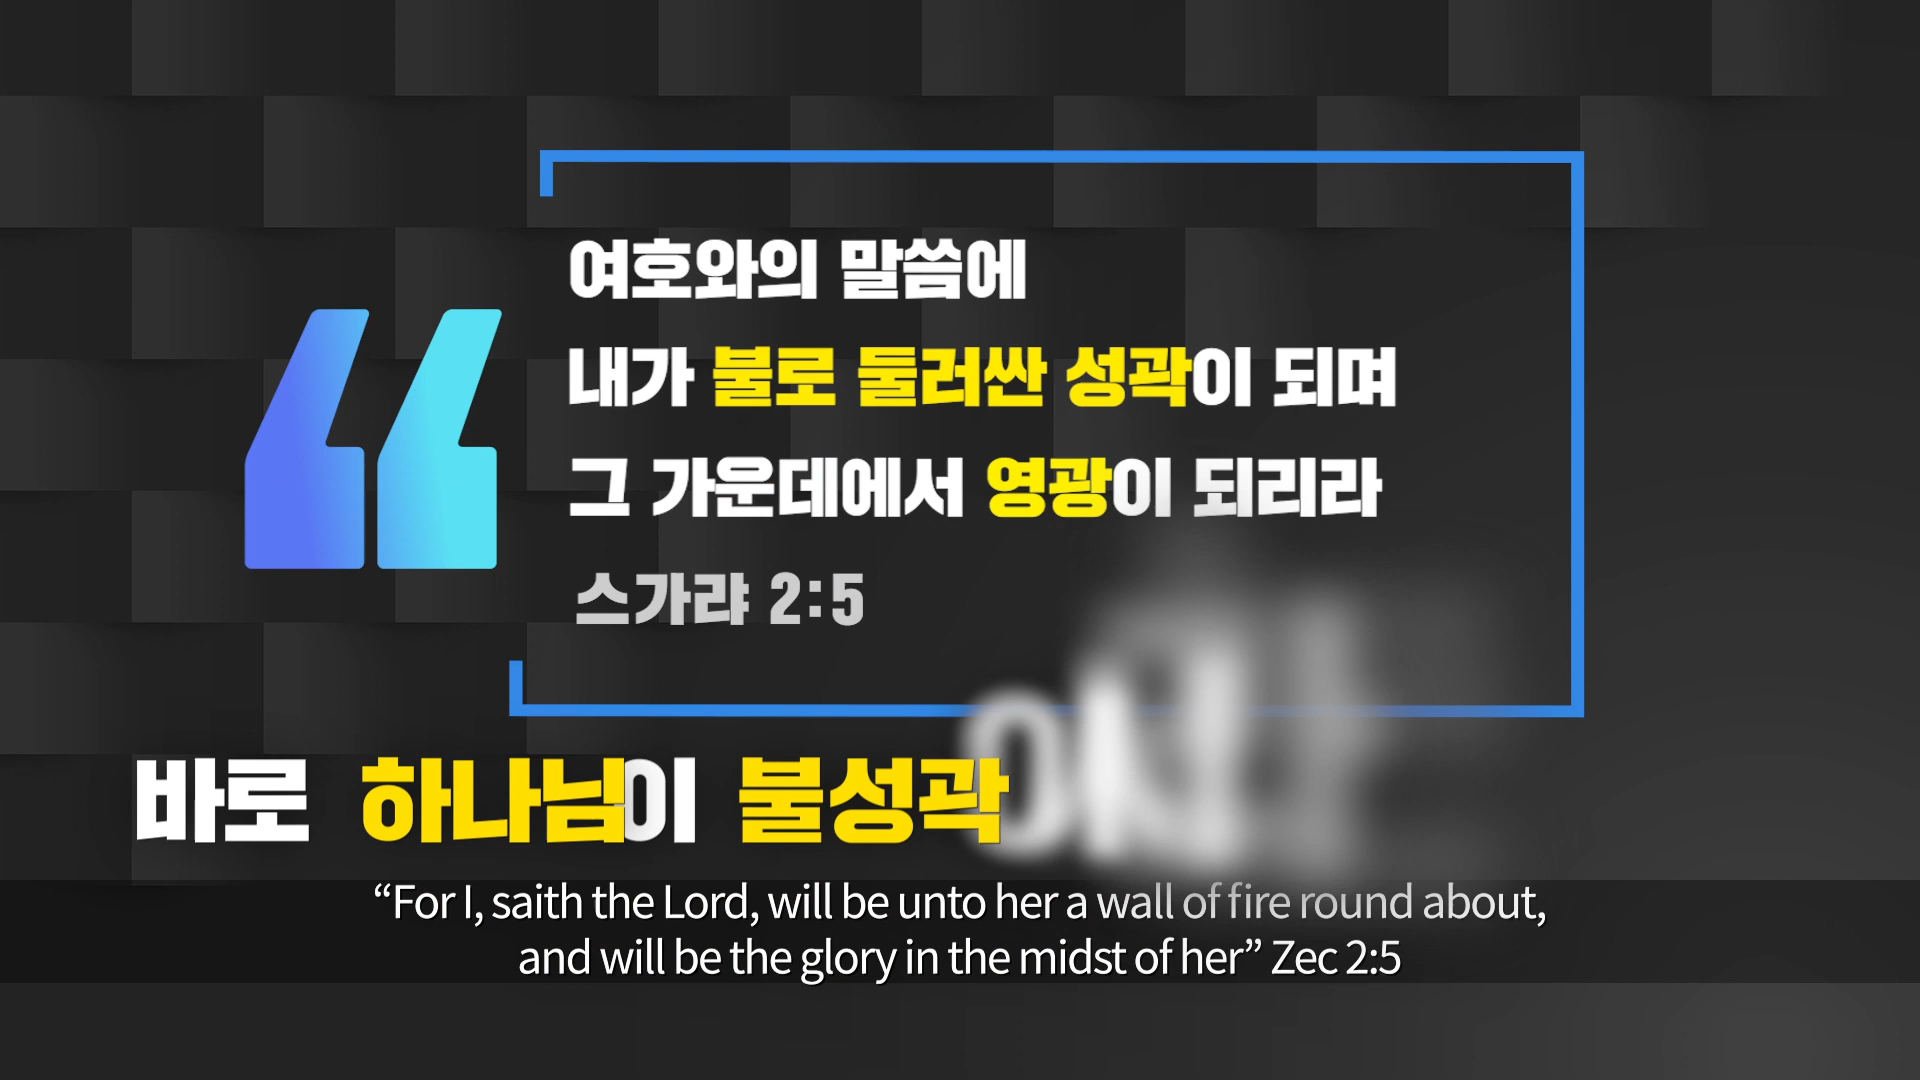 여호와의 말씀에
내가 불로 둘러싼 성곽이 되며
그 가운데에서 영광이 되리라
스가랴 2:5
바로 하나님이 불성곽
“For I, saith the Lord, will be unto her a wall of fire round about,
and will be the glory in the midst of her” Zec 2:5